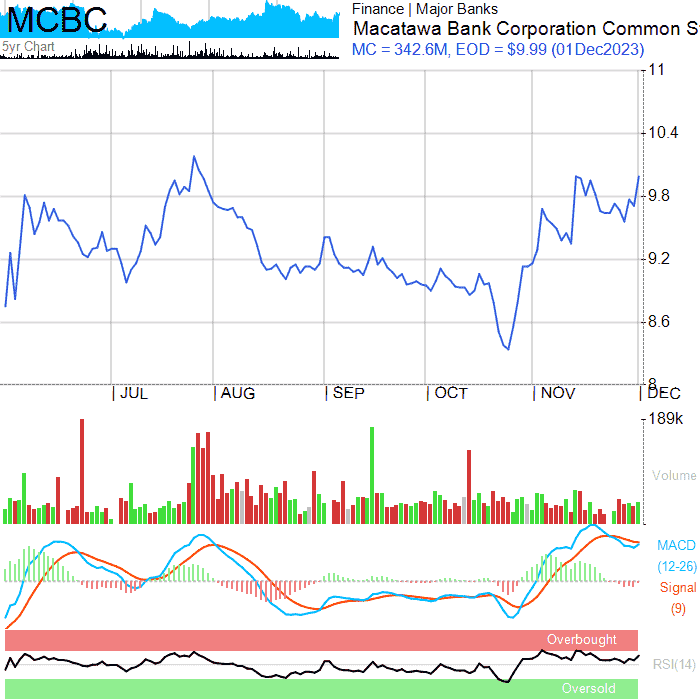 MCBC
5yr Chart
Finance | Major Banks
Macatawa Bank Corporation Common S
MC = 342.6M, EOD = $9.99 (01Dec2023)
11
10.4
9.8
9.2
8.6
8
JUL
AUG
SEP
OCT
NOV
DEC
189k
Volume
MACD
(12-26)
Signal
(9)
Overbought
RSI(14)
Oversold